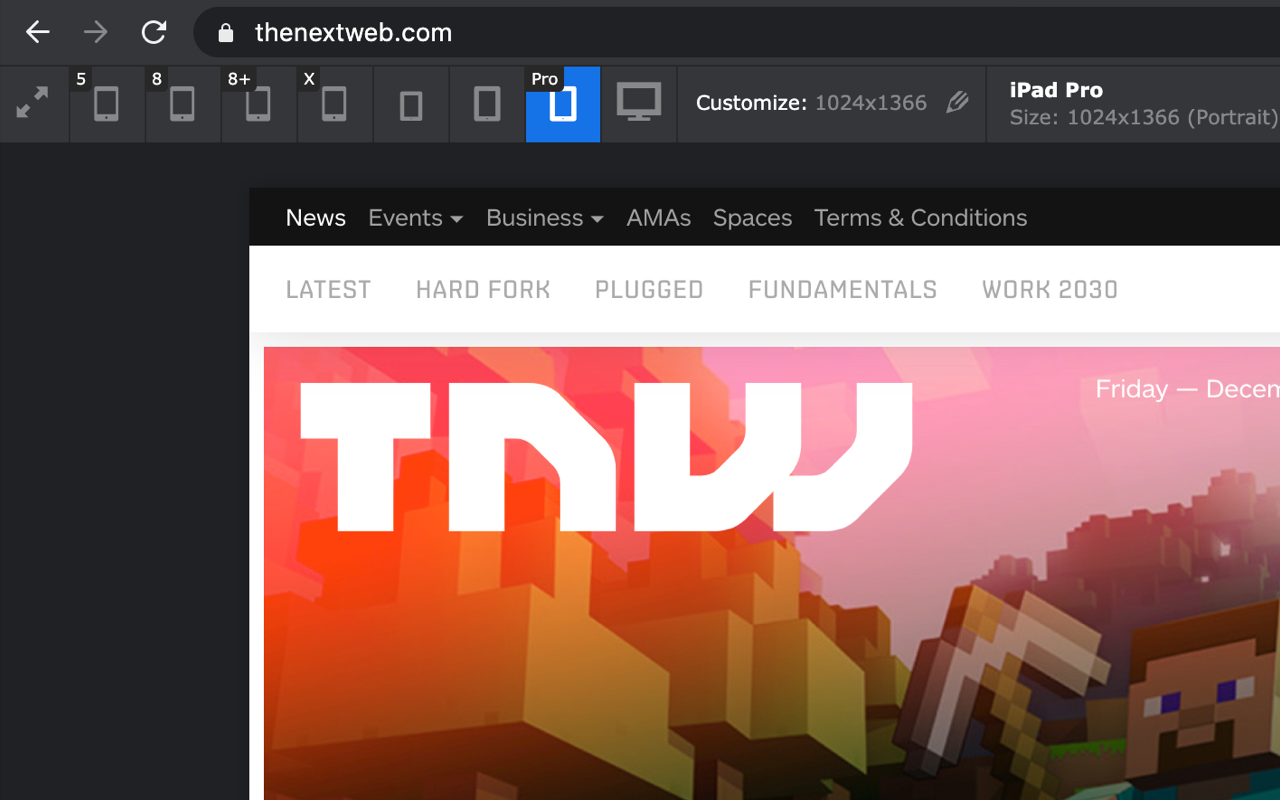 thenextweb.com
5 8 8+ X Pro Customize: 1024x1366 iPad Pro
Size: 1024x1366 (Portrait)
News Events Business AMAs Spaces Terms & Conditions
LATEST HARD FORK PLUGGED FUNDAMENTALS WORK 2030
TNW
Friday — Decem